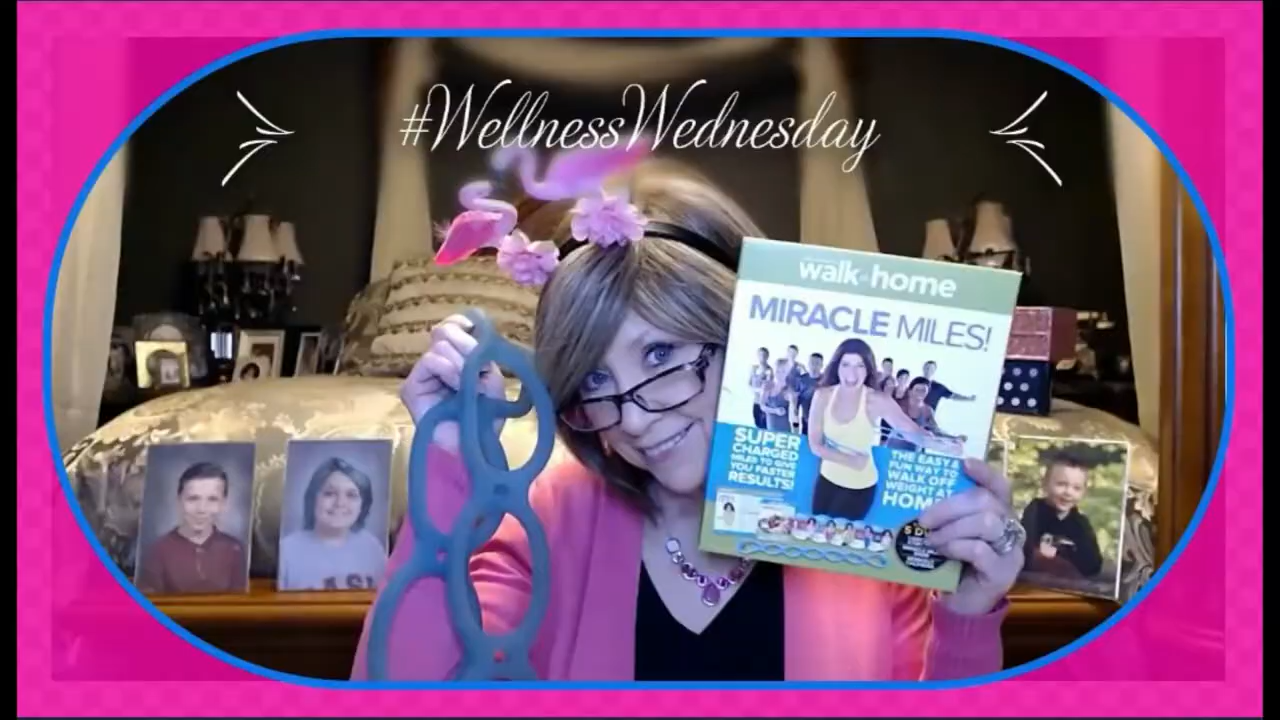 #WellnessWednesday
walk at home
MIRACLE MILES!
SUPER
CHARGED
MILES TO GIVE
YOU FASTER
RESULTS!
THE EASY &
FUN WAY TO
WALK OFF
WEIGHT AT
HOME